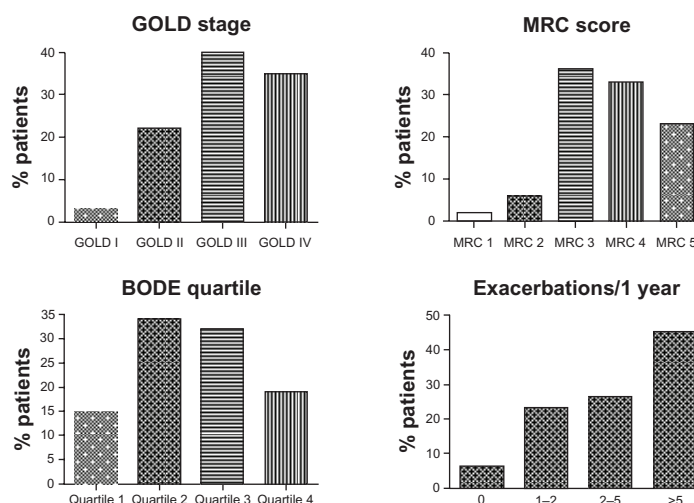 GOLD stage
% patients
40
30
20
10
0
GOLD I GOLD II GOLD III GOLD IV
MRC score
% patients
40
30
20
10
0
MRC 1 MRC 2 MRC 3 MRC 4 MRC 5
BODE quartile
% patients
35
30
25
20
15
10
5
0
Quartile 1 Quartile 2 Quartile 3 Quartile 4
Exacerbations/1 year
% patients
50
40
30
20
10
0
0 1–2 2–5 >5